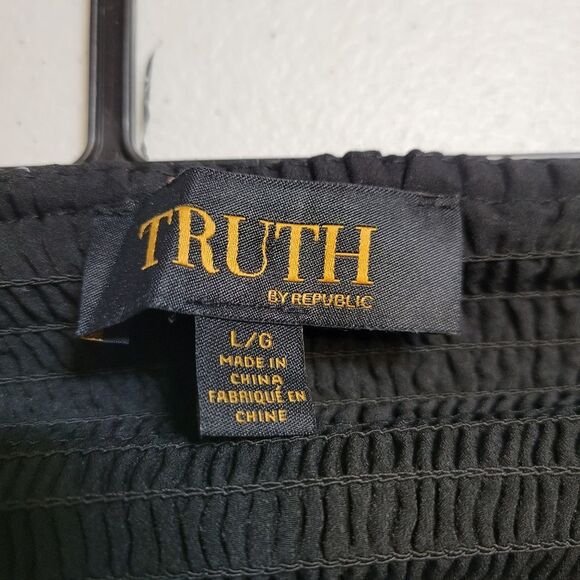 TRUTH
BY REPUBLIC
L/G
MADE IN
CHINA
FABRIQUÉ EN
CHINE